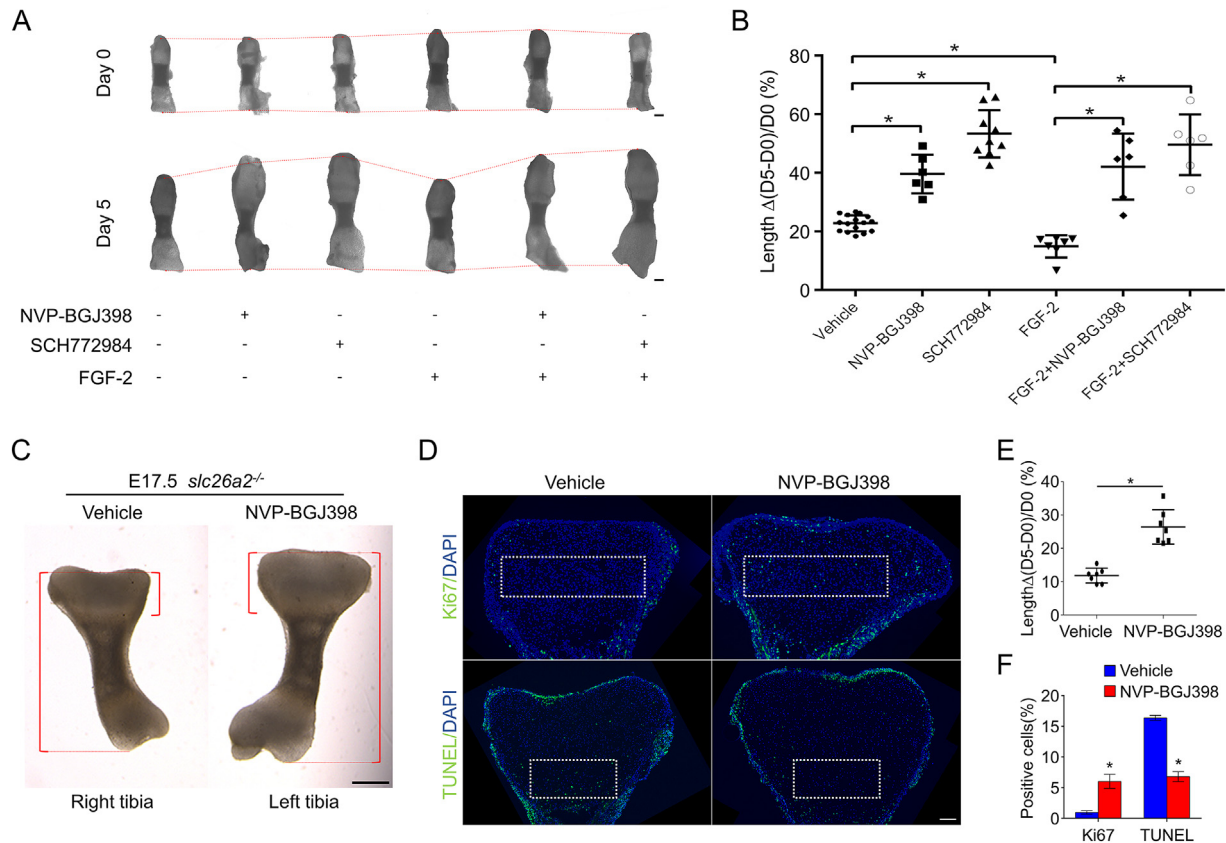 A
Day 0
Day 5
NVP-BGJ398 - + - - + -
SCH772984 - - + - - +
FGF-2 - - - + + +
B
Length Δ(D5-D0)/D0 (%)
80
60
40
20
0
* * * * *
Vehicle
NVP-BGJ398
SCH772984
FGF-2
FGF-2+NVP-BGJ398
FGF-2+SCH772984
C
E17.5 slc26a2-/-
Vehicle NVP-BGJ398
Right tibia Left tibia
D
Vehicle NVP-BGJ398
Ki67/DAPI
TUNEL/DAPI
E
LengthΔ(D5-D0)/D0 (%)
40
30
20
10
0
*
Vehicle NVP-BGJ398
F
Vehicle
NVP-BGJ398
Positive cells(%)
20
15
10
5
0
* *
Ki67 TUNEL